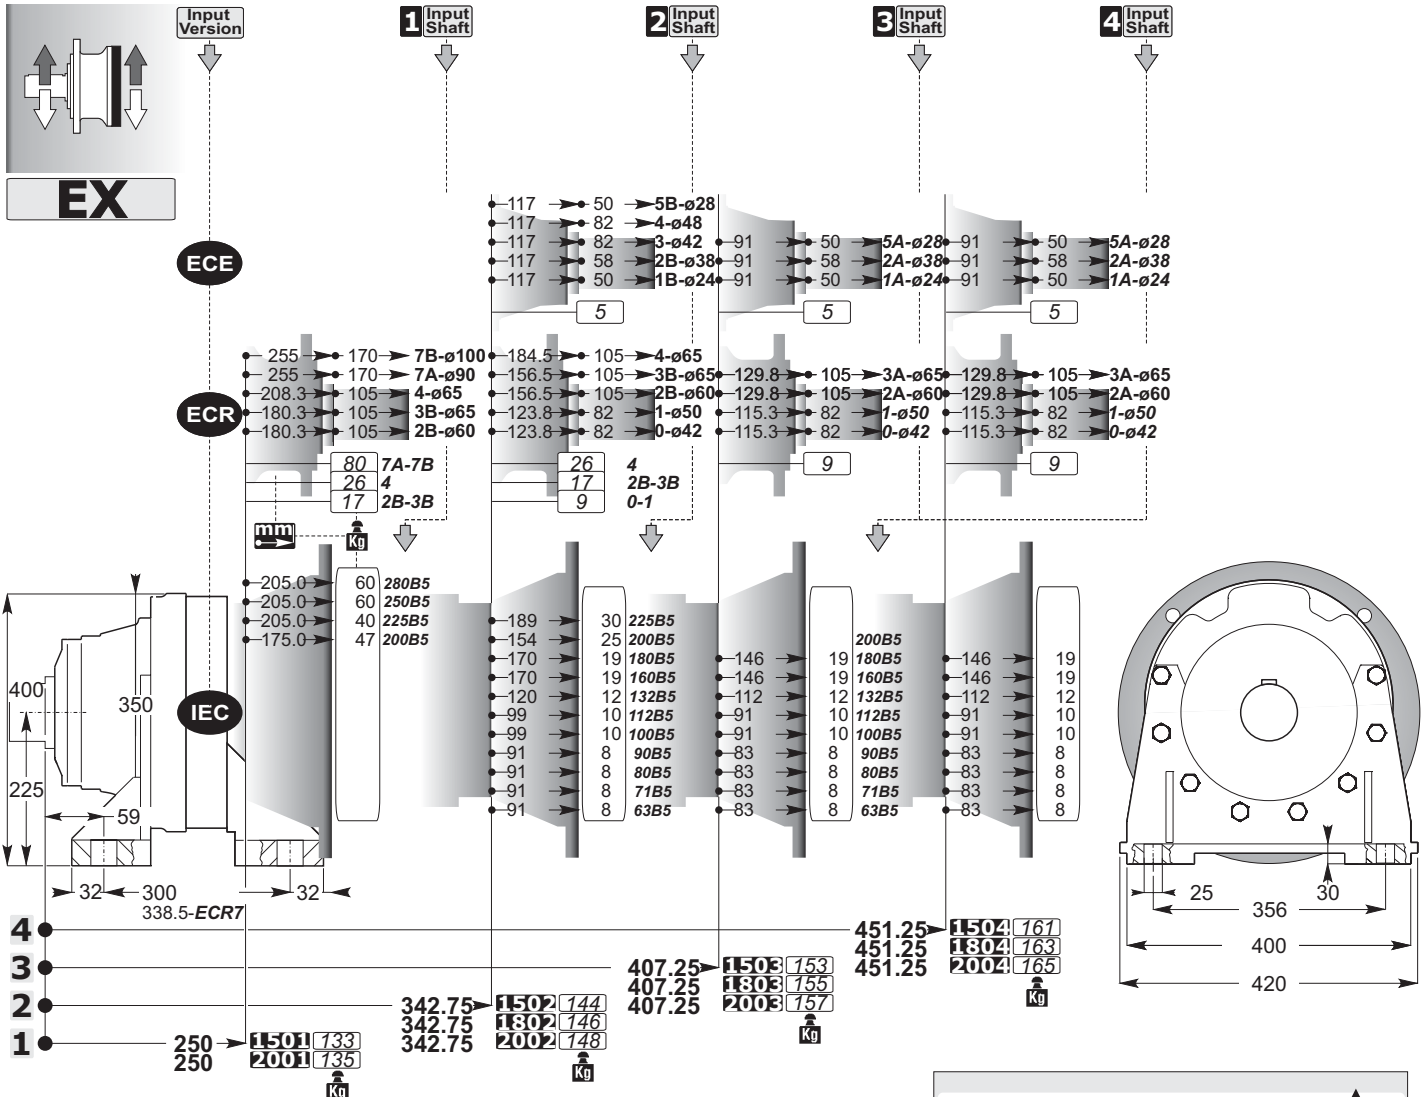 Input Version
1 Input Shaft
2 Input Shaft
3 Input Shaft
4 Input Shaft
EX
ECE
117 50 5B-ø28
117 82 4-ø48
117 82 3-ø42 91 50 5A-ø28 91 50 5A-ø28
117 58 2B-ø38 91 58 2A-ø38 91 58 2A-ø38
117 50 1B-ø24 91 50 1A-ø24 91 50 1A-ø24
5 5 5
ECR
255 170 7B-ø100 184.5 105 4-ø65
255 170 7A-ø90 156.5 105 3B-ø65 129.8 105 3A-ø65 129.8 105 3A-ø65
208.3 105 4-ø65 156.5 105 2B-ø60 129.8 105 2A-ø60 129.8 105 2A-ø60
180.3 105 3B-ø65 123.8 82 1-ø50 115.3 82 1-ø50 115.3 82 1-ø50
180.3 105 2B-ø60 123.8 82 0-ø42 115.3 82 0-ø42 115.3 82 0-ø42
80 7A-7B 26 4 9 9
26 4 17 2B-3B
17 2B-3B 9 0-1
mm Kg
IEC
205.0 60 280B5
205.0 60 250B5
205.0 40 225B5 189 30 225B5
175.0 47 200B5 154 25 200B5 200B5
170 19 180B5 146 19 180B5 146 19
170 19 160B5 146 19 160B5 146 19
120 12 132B5 112 12 132B5 112 12
99 10 112B5 91 10 112B5 91 10
99 10 100B5 91 10 100B5 91 10
91 8 90B5 83 8 90B5 83 8
91 8 80B5 83 8 80B5 83 8
91 8 71B5 83 8 71B5 83 8
91 8 63B5 83 8 63B5 83 8
400
350
225
59
32 300 32
338.5-ECR7
25 30
356
400
420
4 451.25 1504 161
451.25 1804 163
451.25 2004 165
Kg
3 407.25 1503 153
407.25 1803 155
407.25 2003 157
Kg
2 342.75 1502 144
342.75 1802 146
342.75 2002 148
Kg
1 250 1501 133
250 2001 135
Kg